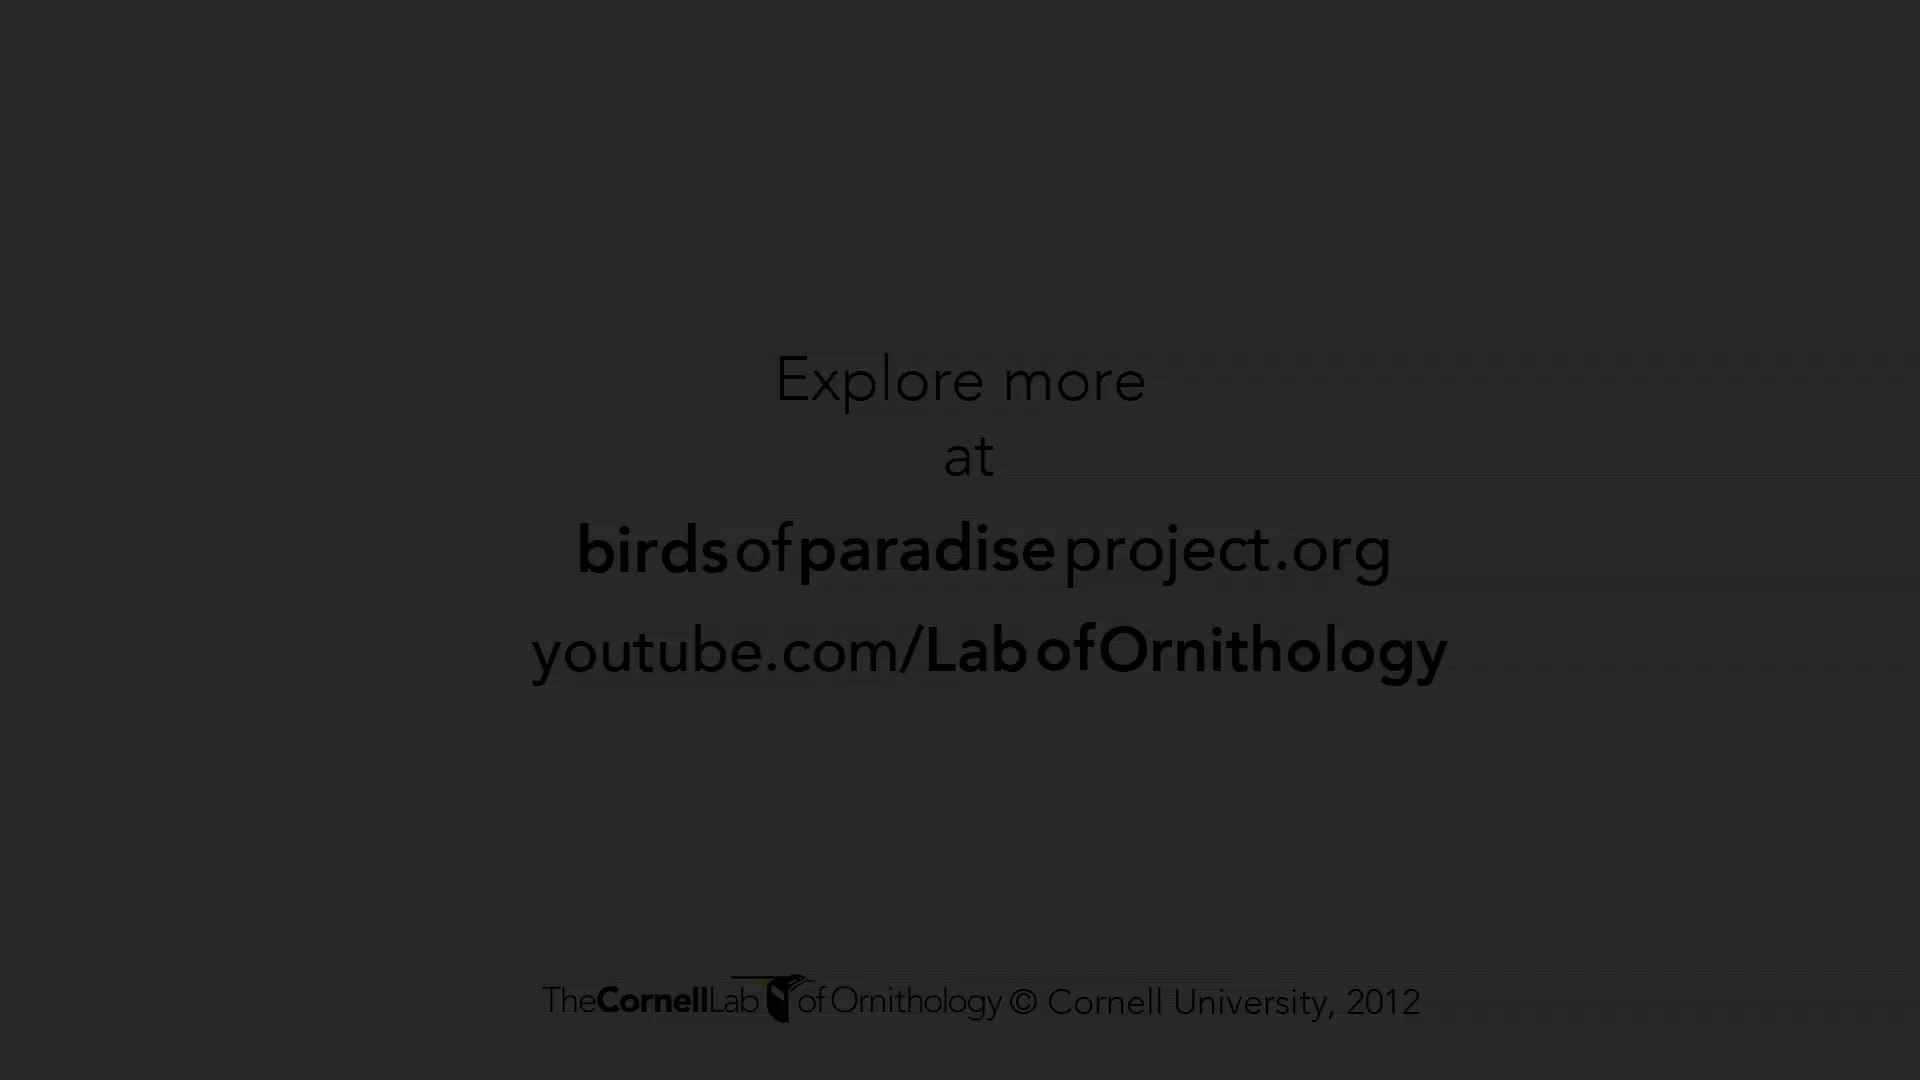 Explore more
at
birdsofparadiseproject.org
youtube.com/LabofOrnithology
TheCornellLab of Ornithology © Cornell University, 2012